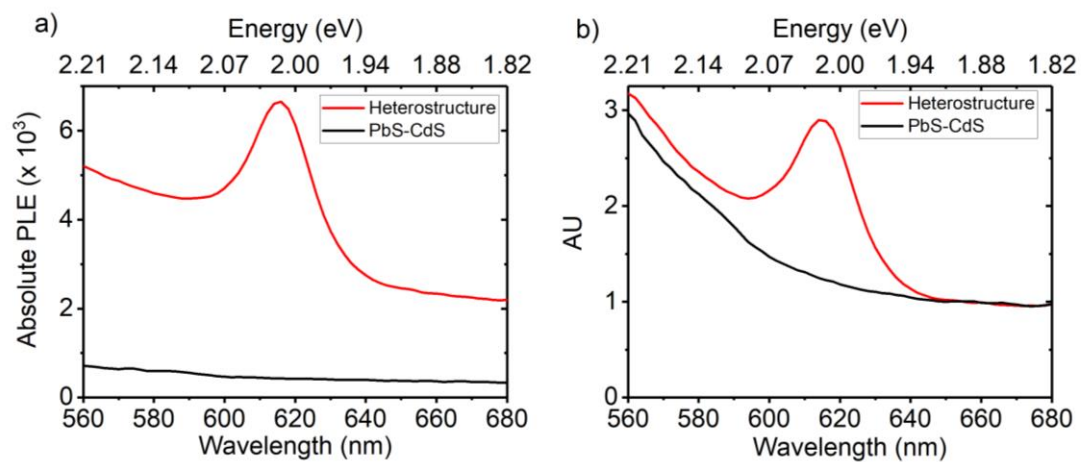 a)
Energy (eV)
2.21 2.14 2.07 2.00 1.94 1.88 1.82
Heterostructure
PbS-CdS
Absolute PLE (x 10³)
6
4
2
0
560 580 600 620 640 660 680
Wavelength (nm)
b)
Energy (eV)
2.21 2.14 2.07 2.00 1.94 1.88 1.82
Heterostructure
PbS-CdS
AU
3
2
1
0
560 580 600 620 640 660 680
Wavelength (nm)